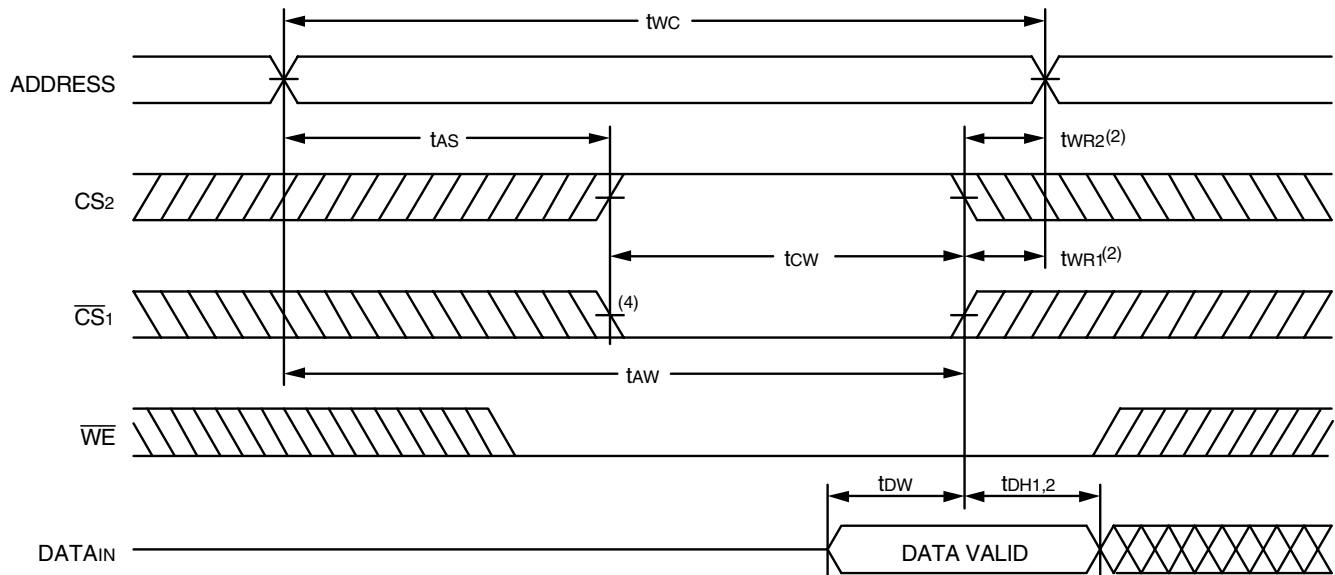 tWC
ADDRESS
tAS
tWR2(2)
CS2
tCW
tWR1(2)
CS1
(4)
tAW
WE
tDW
tDH1,2
DATAIN
DATA VALID